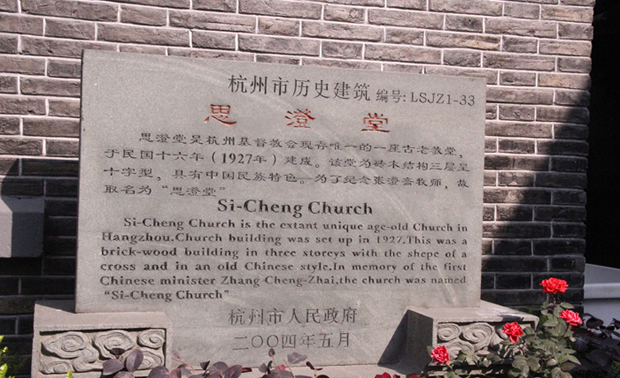 杭州市历史建筑 编号: LSJZ1-33
思澄堂
思澄堂是杭州基督教会现存唯一的一座古老教堂,
于民国十六年(1927年)建成。该堂为砖木结构三层呈
十字型, 具有中国民族特色。为了纪念张澄斋牧师, 故
取名为“思澄堂”
Si-Cheng Church
Si-Cheng Church is the extant unique age-old Church in
Hangzhou.Church building was set up in 1927.This was a
brick-wood building in three storeys with the shepe of a
cross and in an old Chinese style.In memory of the first
Chinese minister Zhang-Cheng-Zhai,the church was named
“Si-Cheng Church”
杭州市人民政府
二〇〇四年五月